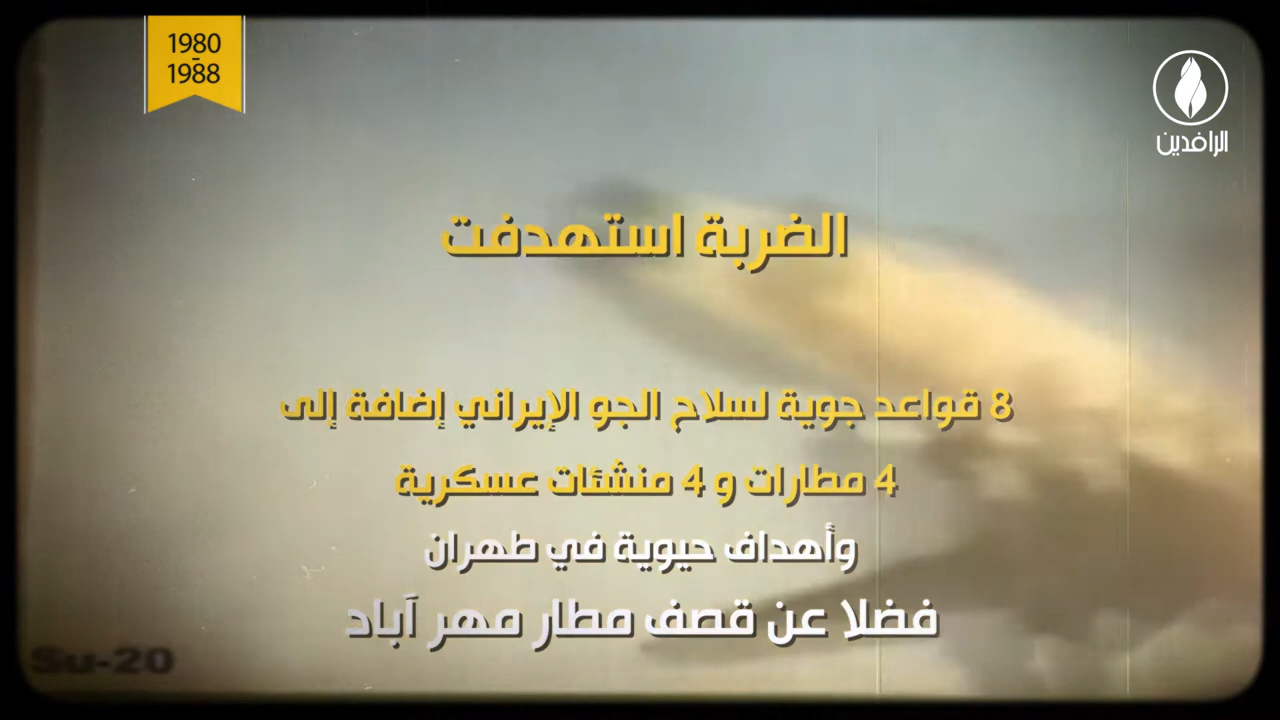 1980
-
1988
الرافدين
الضربة استهدفت
8 قواعد جوية لسلاح الجو الإيراني إضافة إلى
4 مطارات و 4 منشئات عسكرية
وأهداف حيوية في طهران
فضلا عن قصف مطار مهر آباد
Su-20